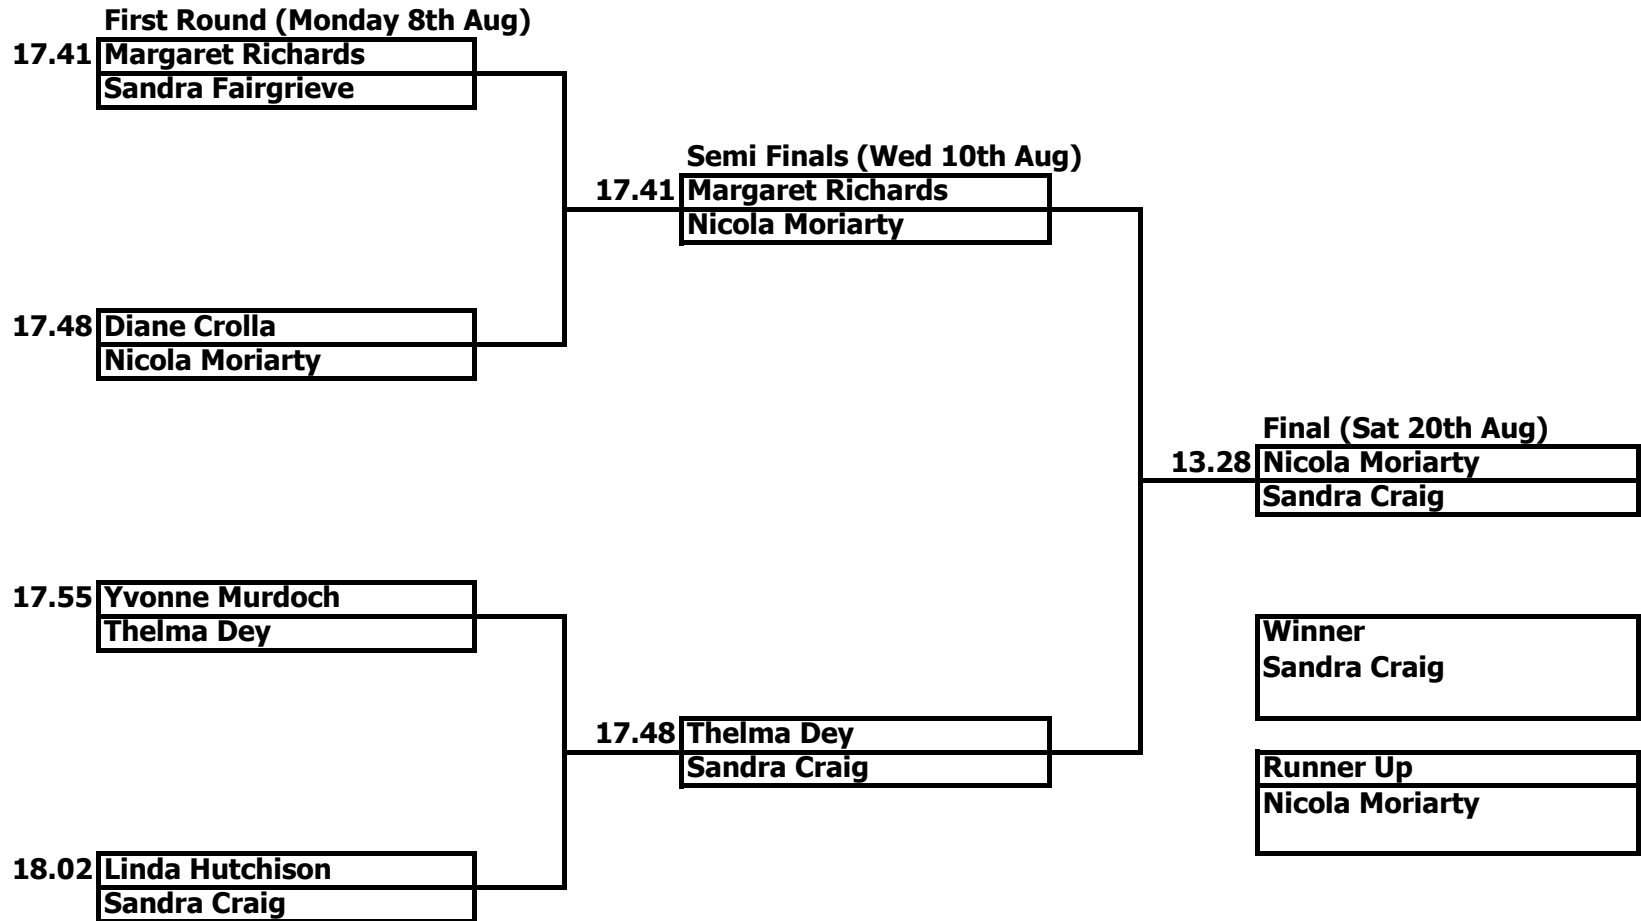 First Round (Monday 8th Aug)
17.41 Margaret Richards
Sandra Fairgrieve
Semi Finals (Wed 10th Aug)
17.41 Margaret Richards
Nicola Moriarty
17.48 Diane Crolla
Nicola Moriarty
Final (Sat 20th Aug)
13.28 Nicola Moriarty
Sandra Craig
17.55 Yvonne Murdoch
Thelma Dey
Winner
Sandra Craig
17.48 Thelma Dey
Sandra Craig
Runner Up
Nicola Moriarty
18.02 Linda Hutchison
Sandra Craig